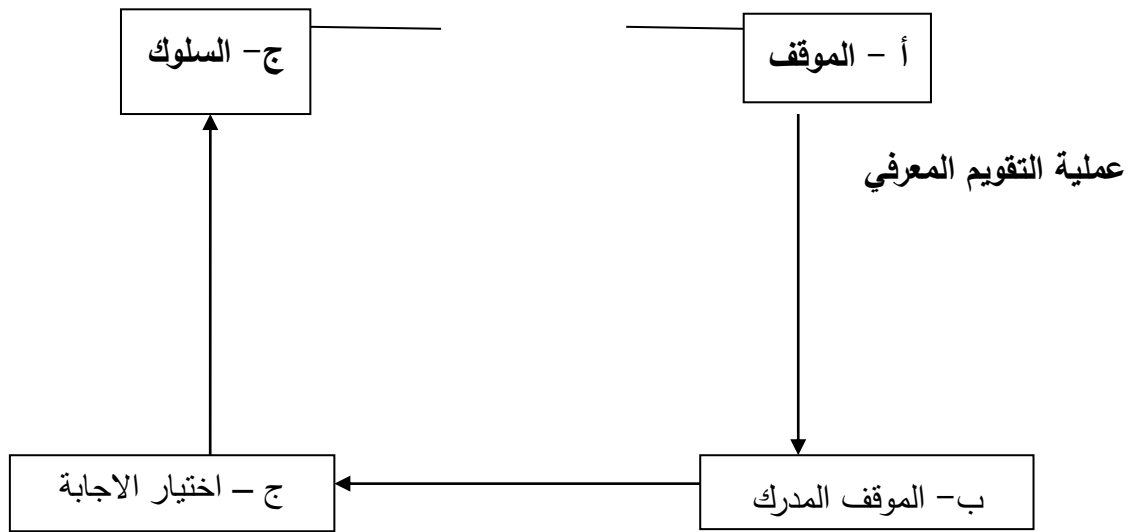 أ - الموقف
ج- السلوك
عملية التقويم المعرفي
ب- الموقف المدرك
ج – اختيار الاجابة